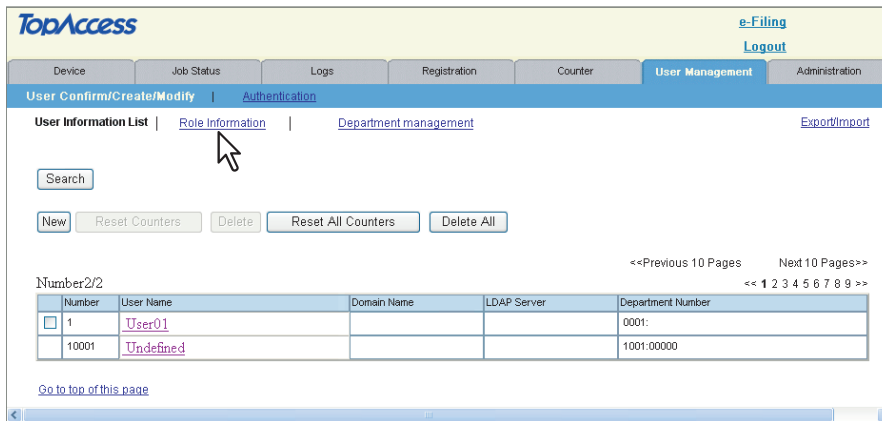 TopAccess
e-Filing
Logout
Device Job Status Logs Registration Counter User Management Administration
User Confirm/Create/Modify | Authentication
User Information List | Role Information | Department management Export/Import
Search
New Reset Counters Delete Reset All Counters Delete All
<<Previous 10 Pages Next 10 Pages>>
Number2/2 << 1 2 3 4 5 6 7 8 9 >>
Number User Name Domain Name LDAP Server Department Number
1 User01 0001:
10001 Undefined 1001:00000
Go to top of this page